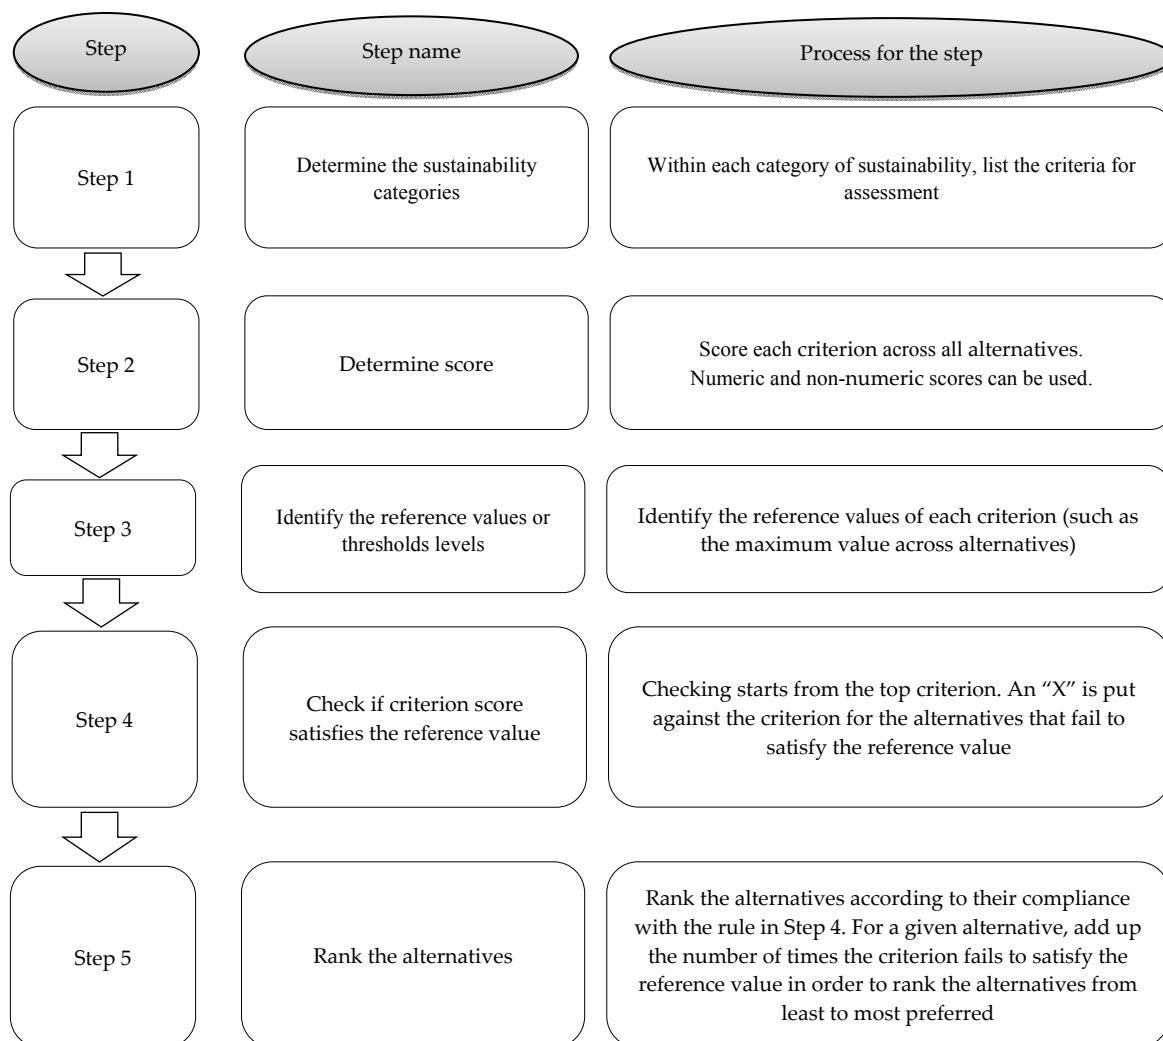 Step
Step name
Process for the step
Step 1
Determine the sustainability
categories
Within each category of sustainability, list the criteria for
assessment
Step 2
Determine score
Score each criterion across all alternatives.
Numeric and non-numeric scores can be used.
Step 3
Identify the reference values or
thresholds levels
Identify the reference values of each criterion (such as
the maximum value across alternatives)
Step 4
Check if criterion score
satisfies the reference value
Checking starts from the top criterion. An “X” is put
against the criterion for the alternatives that fail to
satisfy the reference value
Step 5
Rank the alternatives
Rank the alternatives according to their compliance
with the rule in Step 4. For a given alternative, add up
the number of times the criterion fails to satisfy the
reference value in order to rank the alternatives from
least to most preferred